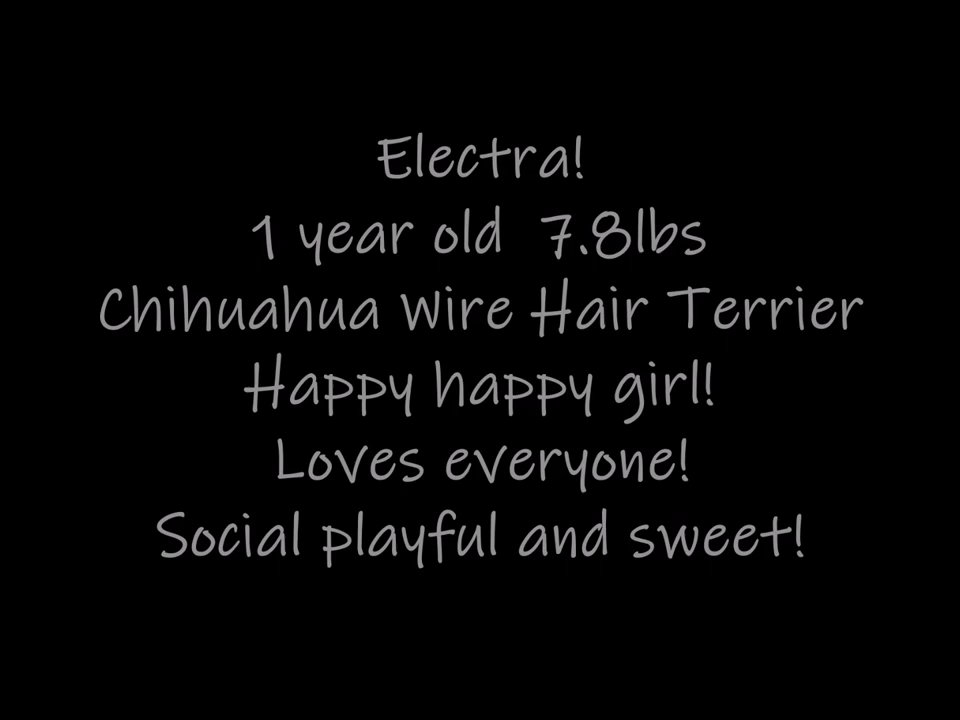 Electra!
1 year old 7.8lbs
Chihuahua Wire Hair Terrier
Happy happy girl!
Loves everyone!
Social playful and sweet!